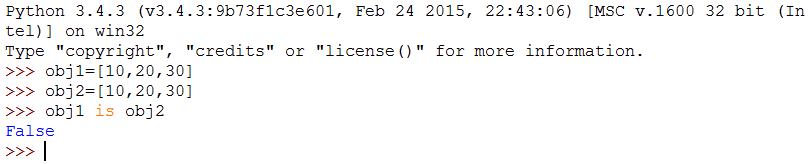 Python 3.4.3 (v3.4.3:9b73f1c3e601, Feb 24 2015, 22:43:06) [MSC v.1600 32 bit (In
tel)] on win32
Type "copyright", "credits" or "license()" for more information.
>>> obj1=[10,20,30]
>>> obj2=[10,20,30]
>>> obj1 is obj2
False
>>>